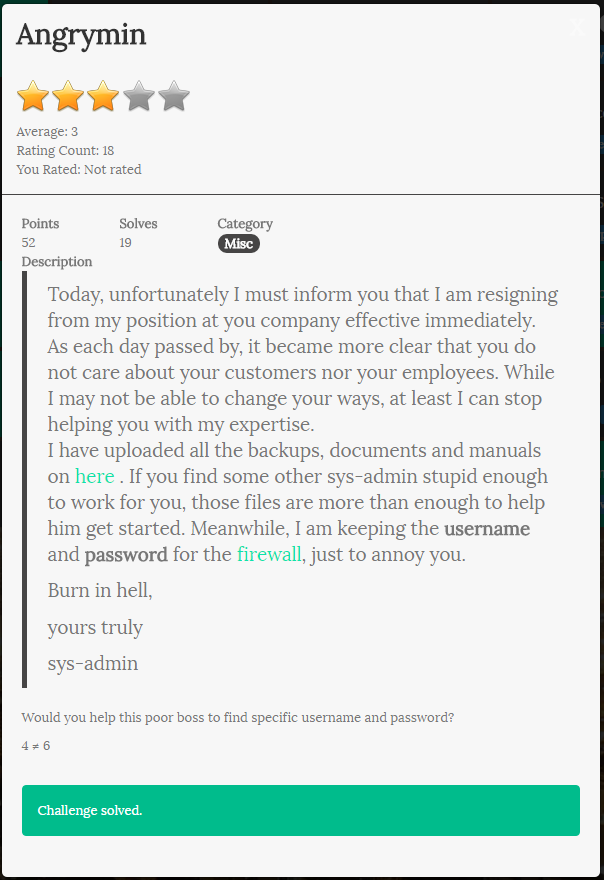 Angrymin
X
Average: 3
Rating Count: 18
You Rated: Not rated
Points Solves Category
52 19 Misc
Description
Today, unfortunately I must inform you that I am resigning
from my position at you company effective immediately.
As each day passed by, it became more clear that you do
not care about your customers nor your employees. While
I may not be able to change your ways, at least I can stop
helping you with my expertise.
I have uploaded all the backups, documents and manuals
on here . If you find some other sys-admin stupid enough
to work for you, those files are more than enough to help
him get started. Meanwhile, I am keeping the username
and password for the firewall, just to annoy you.
Burn in hell,
yours truly
sys-admin
Would you help this poor boss to find specific username and password?
4 ≠ 6
Challenge solved.